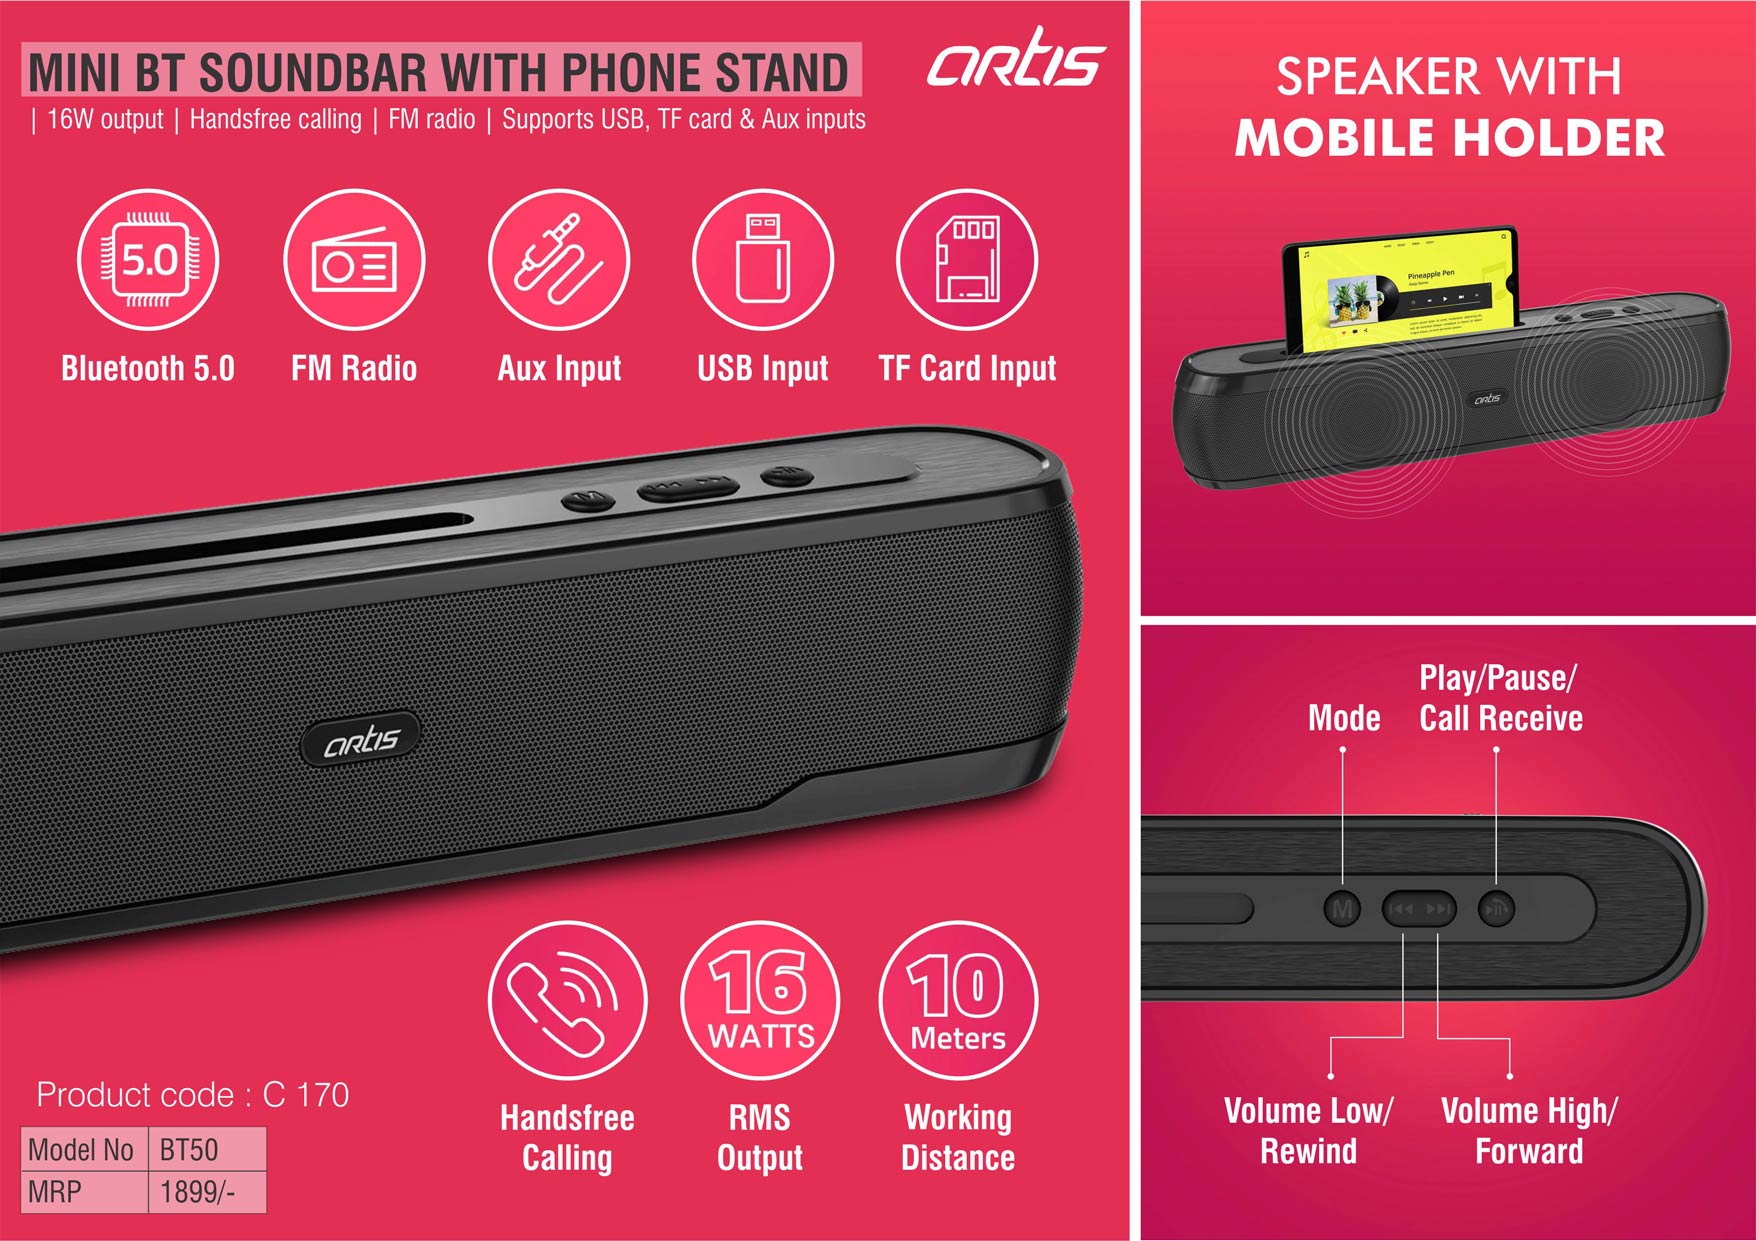 MINI BT SOUNDBAR WITH PHONE STAND
artis
| 16W output | Handsfree calling | FM radio | Supports USB, TF card & Aux inputs
5.0
Bluetooth 5.0
FM Radio
Aux Input
USB Input
TF Card Input
M
artis
16
WATTS
10
Meters
Handsfree
Calling
RMS
Output
Working
Distance
Product code : C 170
Model No BT50
MRP 1899/-
SPEAKER WITH
MOBILE HOLDER
Pineapple Pen
artis
Play/Pause/
Mode Call Receive
M
Volume Low/
Rewind
Volume High/
Forward